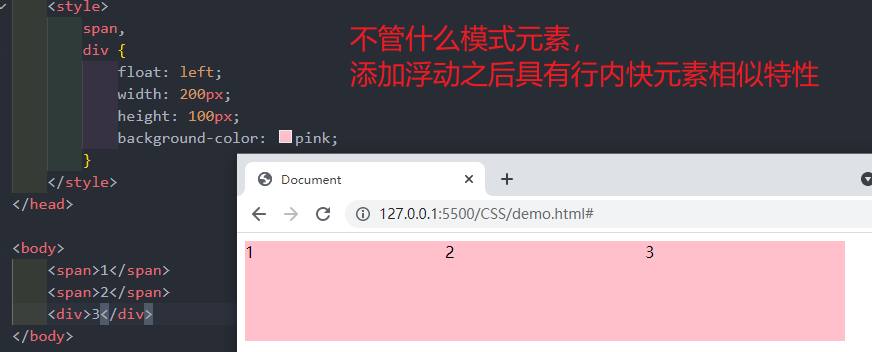 <style>
span,
div {
float: left;
width: 200px;
height: 100px;
background-color: pink;
}
</style>
</head>
<body>
<span>1</span>
<span>2</span>
<div>3</div>
</body>
不管什么模式元素，
添加浮动之后具有行内快元素相似特性
Document
127.0.0.1:5500/CSS/demo.html#
1 2 3